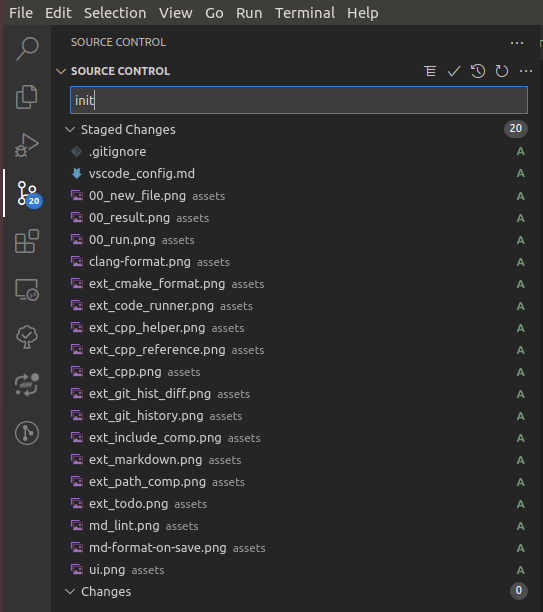 File Edit Selection View Go Run Terminal Help
SOURCE CONTROL
SOURCE CONTROL
init
Staged Changes 20
.gitignore A
vscode_config.md A
00_new_file.png assets A
00_result.png assets A
00_run.png assets A
clang-format.png assets A
ext_cmake_format.png assets A
ext_code_runner.png assets A
20
ext_cpp_helper.png assets A
ext_cpp_reference.png assets A
ext_cpp.png assets A
ext_git_hist_diff.png assets A
ext_git_history.png assets A
ext_include_comp.png assets A
ext_markdown.png assets A
ext_path_comp.png assets A
ext_todo.png assets A
md_lint.png assets A
md-format-on-save.png assets A
ui.png assets A
Changes 0